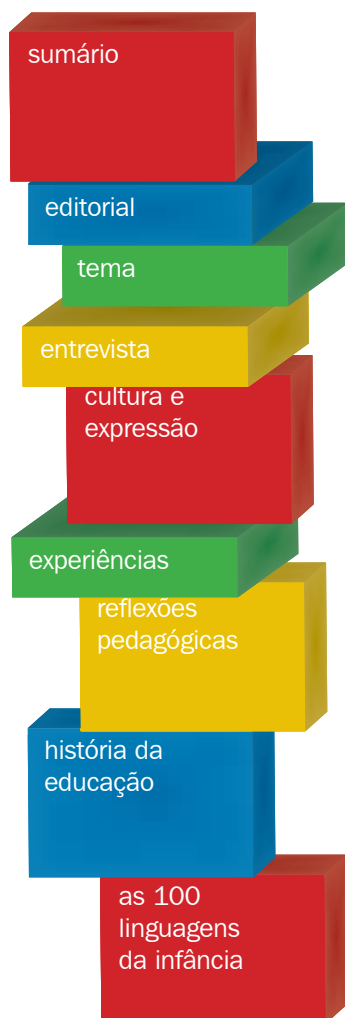 sumário
editorial
tema
entrevista
cultura e
expressão
experiências
reflexões
pedagógicas
história da
educação
as 100
linguagens
da infância